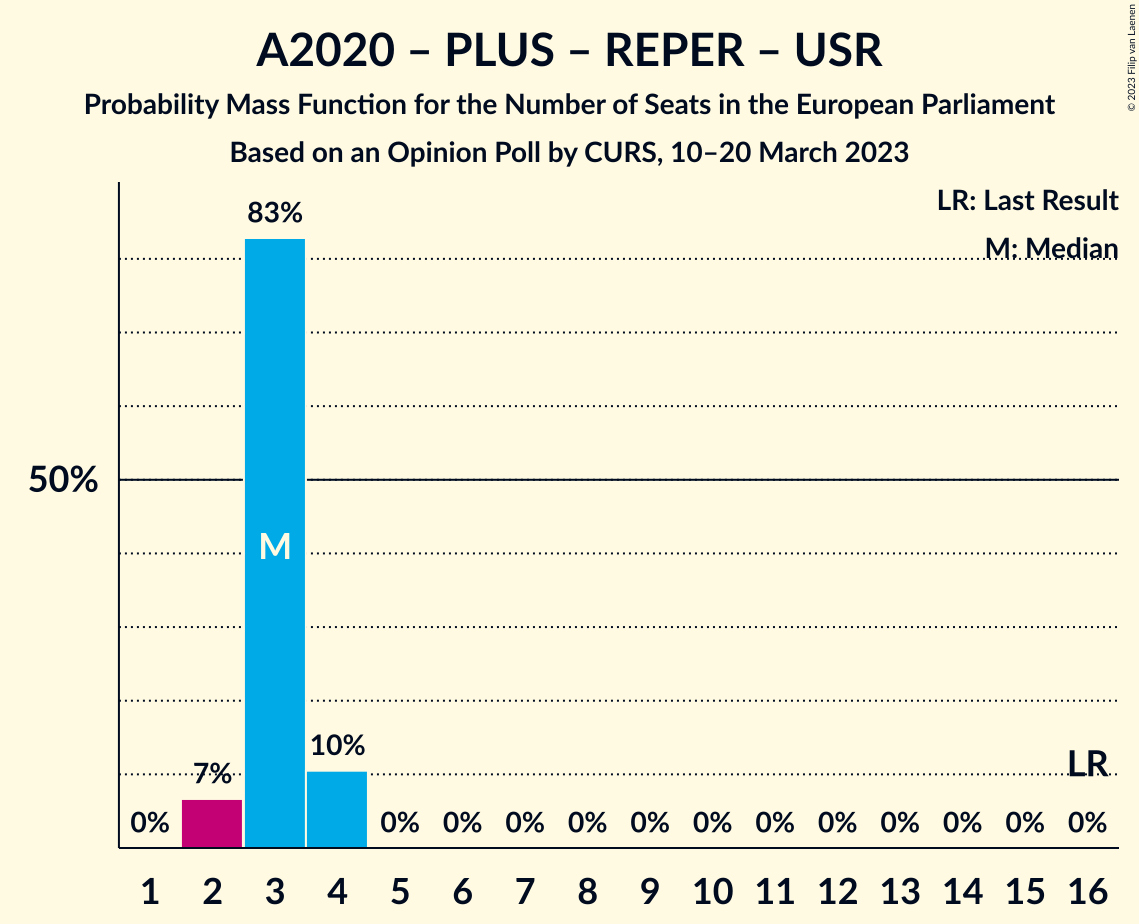 A2020 – PLUS – REPER – USR
Probability Mass Function for the Number of Seats in the European Parliament
Based on an Opinion Poll by CURS, 10–20 March 2023
© 2023 Filip van Laenen
LR: Last Result
M: Median
83%
50%
M
10%
7%
LR
0% 0% 0% 0% 0% 0% 0% 0% 0% 0% 0% 0% 0%
1 2 3 4 5 6 7 8 9 10 11 12 13 14 15 16